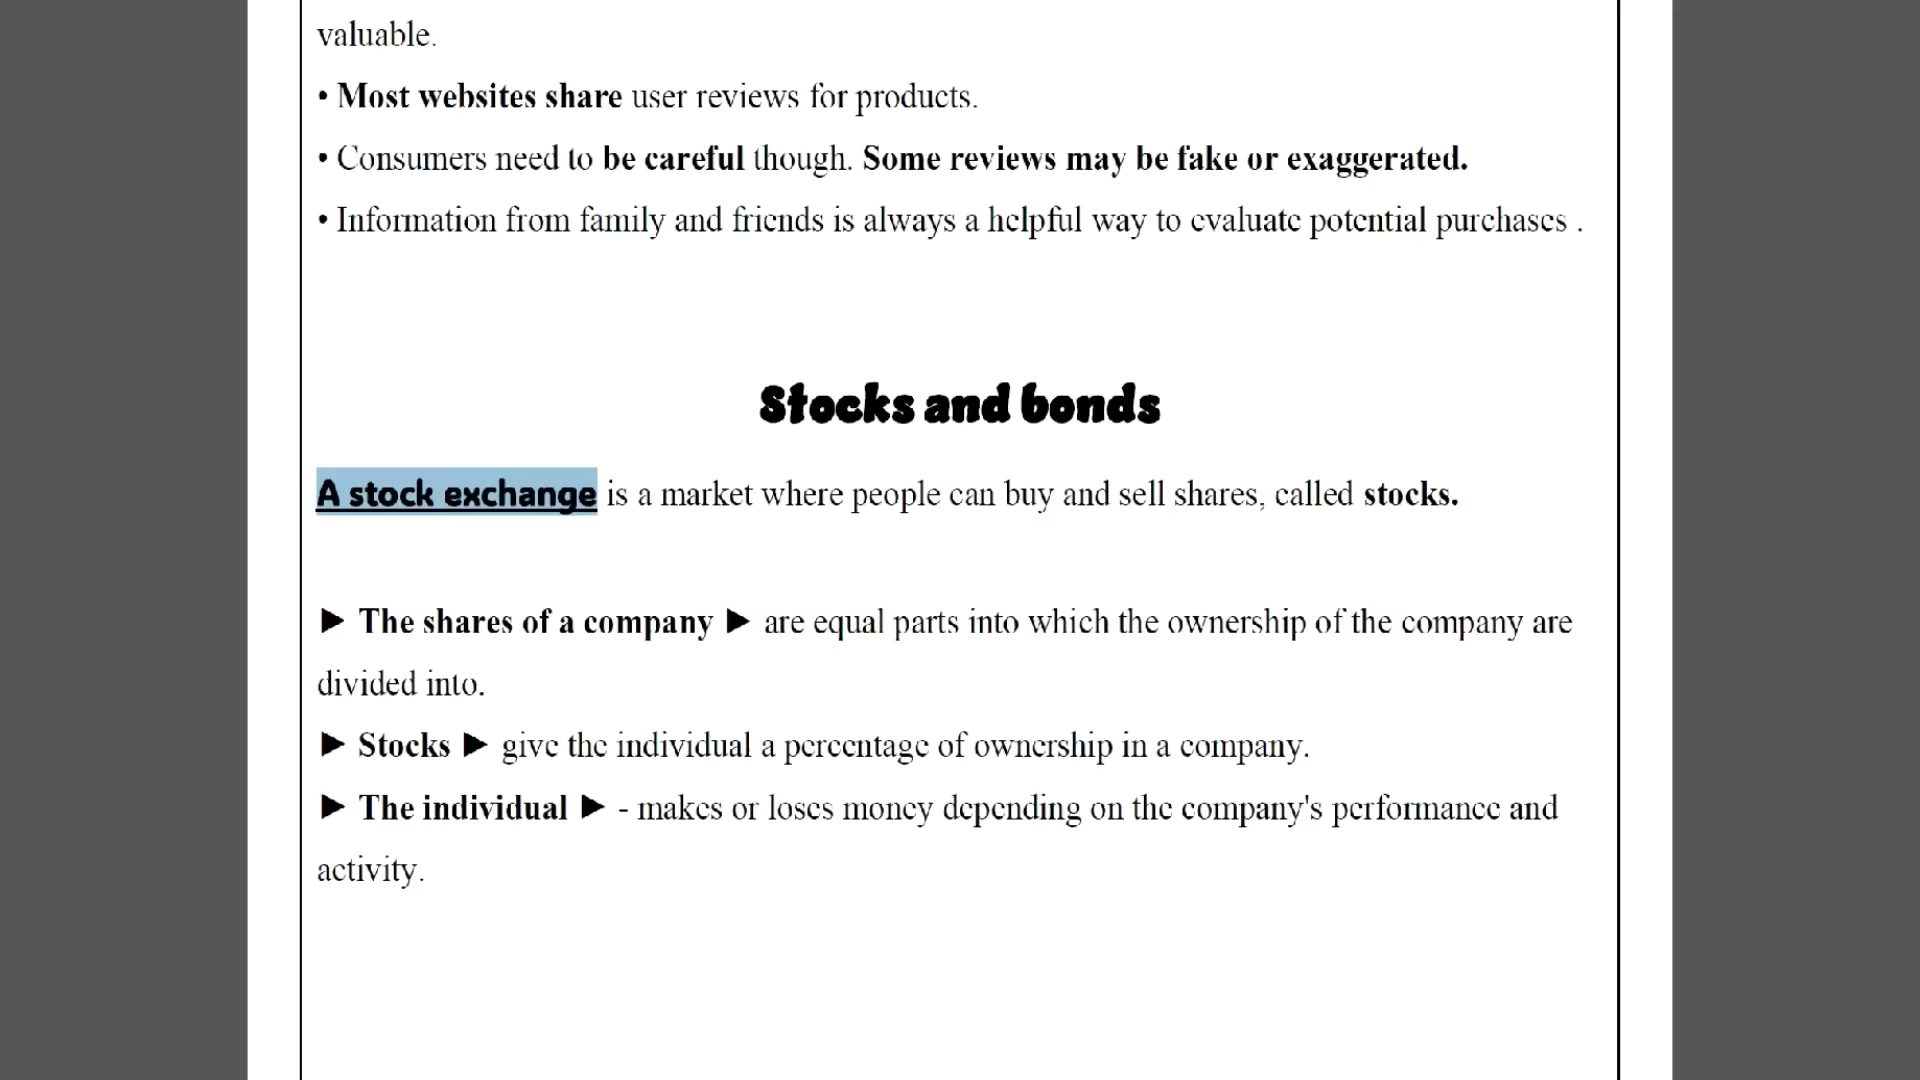 valuable.
• Most websites share user reviews for products.
• Consumers need to be careful though. Some reviews may be fake or exaggerated.
• Information from family and friends is always a helpful way to evaluate potential purchases .
Stocks and bonds
A stock exchange is a market where people can buy and sell shares, called stocks.
► The shares of a company ► are equal parts into which the ownership of the company are
divided into.
► Stocks ► give the individual a percentage of ownership in a company.
► The individual ► - makes or loses money depending on the company's performance and
activity.